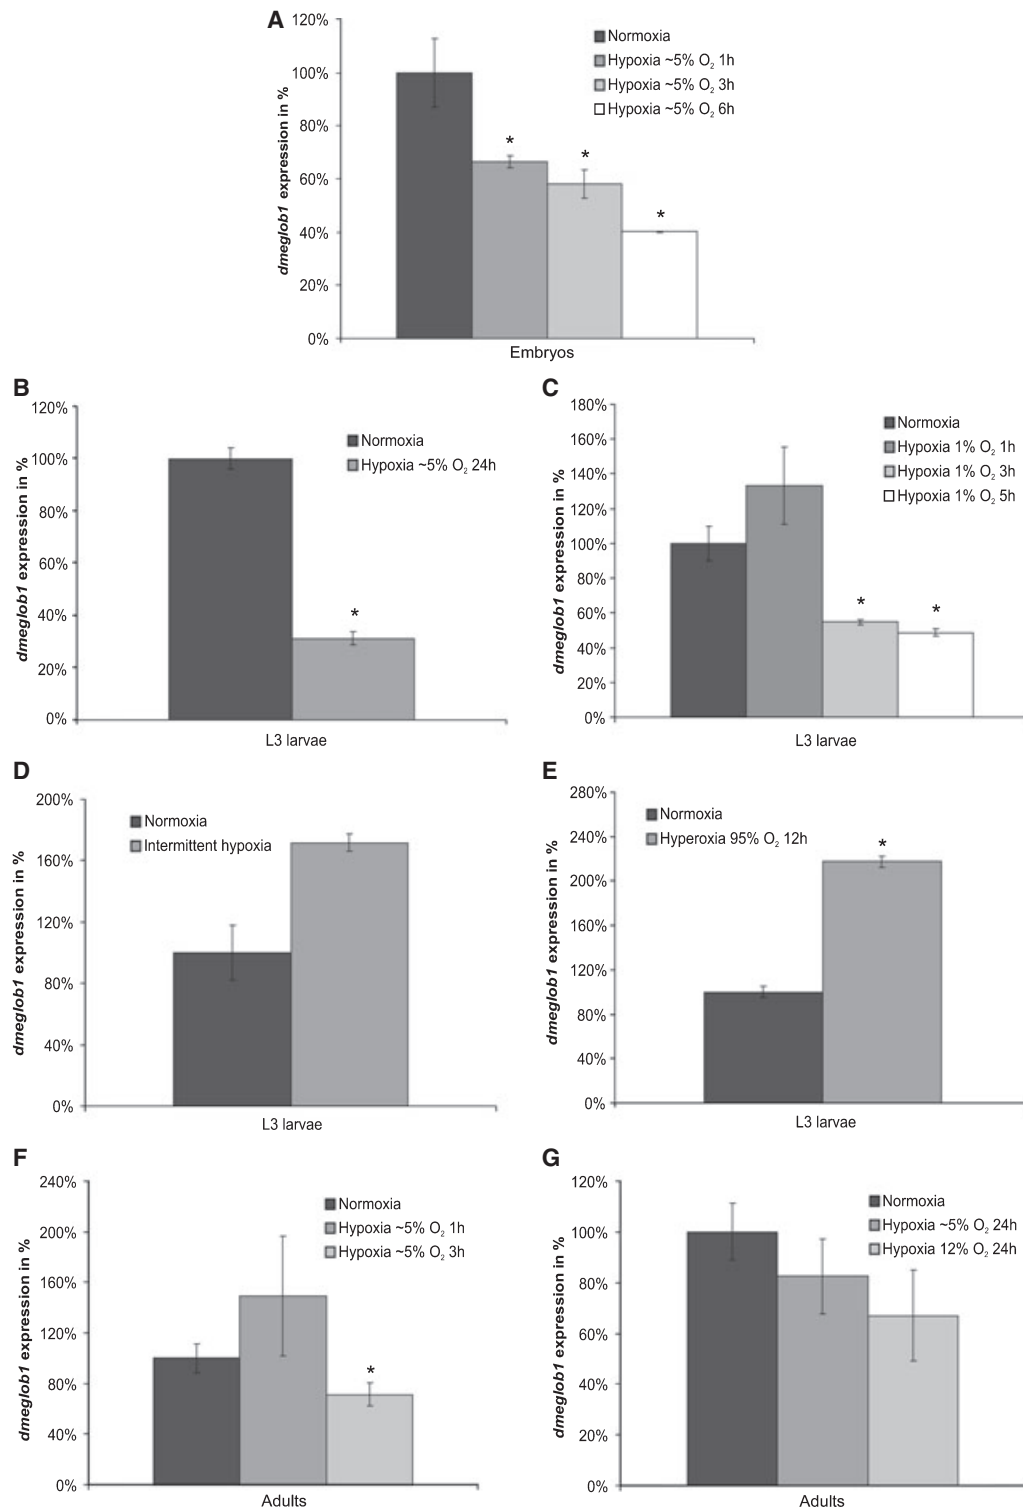 A
120%
100%
80%
60%
40%
20%
0%
dmeglob1 expression in %
Normoxia
Hypoxia ~5% O₂ 1h
Hypoxia ~5% O₂ 3h
Hypoxia ~5% O₂ 6h
*
*
*
Embryos
B
120%
100%
80%
60%
40%
20%
0%
dmeglob1 expression in %
Normoxia
Hypoxia ~5% O₂ 24h
*
L3 larvae
C
180%
160%
140%
120%
100%
80%
60%
40%
20%
0%
dmeglob1 expression in %
Normoxia
Hypoxia 1% O₂ 1h
Hypoxia 1% O₂ 3h
Hypoxia 1% O₂ 5h
*
*
L3 larvae
D
200%
160%
120%
80%
40%
0%
dmeglob1 expression in %
Normoxia
Intermittent hypoxia
L3 larvae
E
280%
240%
200%
160%
120%
80%
40%
0%
dmeglob1 expression in %
Normoxia
Hyperoxia 95% O₂ 12h
*
L3 larvae
F
240%
200%
160%
120%
80%
40%
0%
dmeglob1 expression in %
Normoxia
Hypoxia ~5% O₂ 1h
Hypoxia ~5% O₂ 3h
*
Adults
G
120%
100%
80%
60%
40%
20%
0%
dmeglob1 expression in %
Normoxia
Hypoxia ~5% O₂ 24h
Hypoxia 12% O₂ 24h
Adults